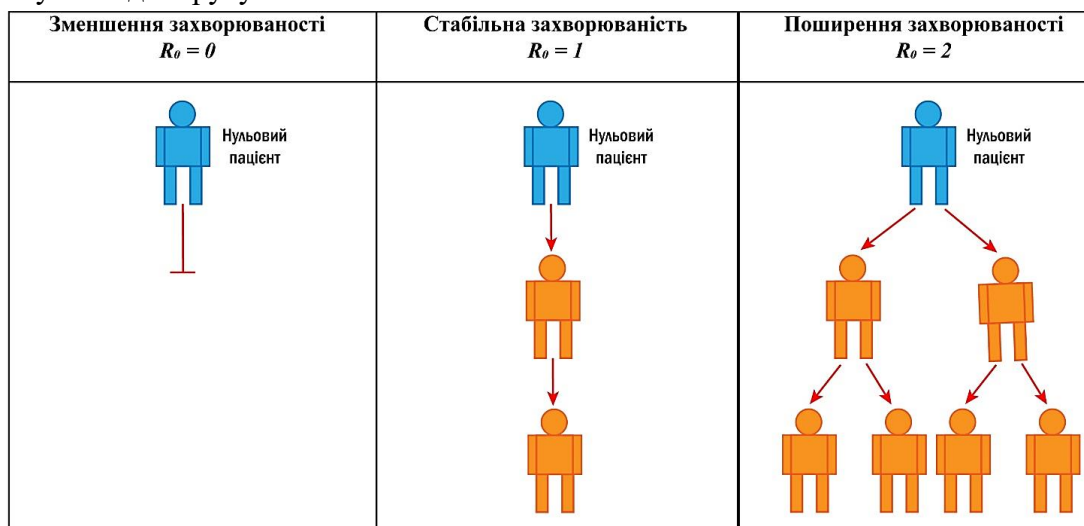 Зменшення захворюваності
R₀ = 0
Стабільна захворюваність
R₀ = 1
Поширення захворюваності
R₀ = 2
Нульовий
пацієнт
Нульовий
пацієнт
Нульовий
пацієнт